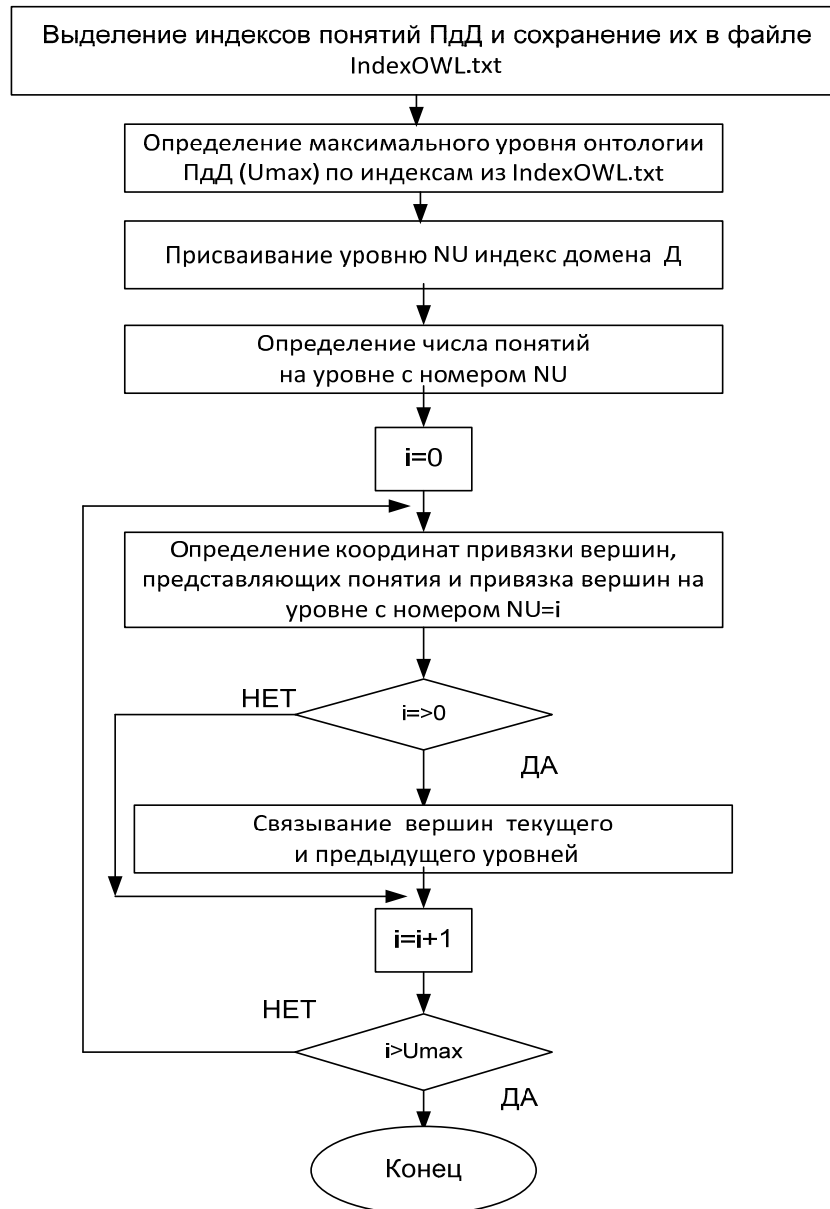 Выделение индексов понятий ПдД и сохранение их в файле
IndexOWL.txt
Определение максимального уровня онтологии
ПдД (Umax) по индексам из IndexOWL.txt
Присваивание уровню NU индекс домена Д
Определение числа понятий
на уровне с номером NU
i=0
Определение координат привязки вершин,
представляющих понятия и привязка вершин на
уровне с номером NU=i
НЕТ
i=>0
ДА
Связывание вершин текущего
и предыдущего уровней
i=i+1
НЕТ
i>Umax
ДА
Конец